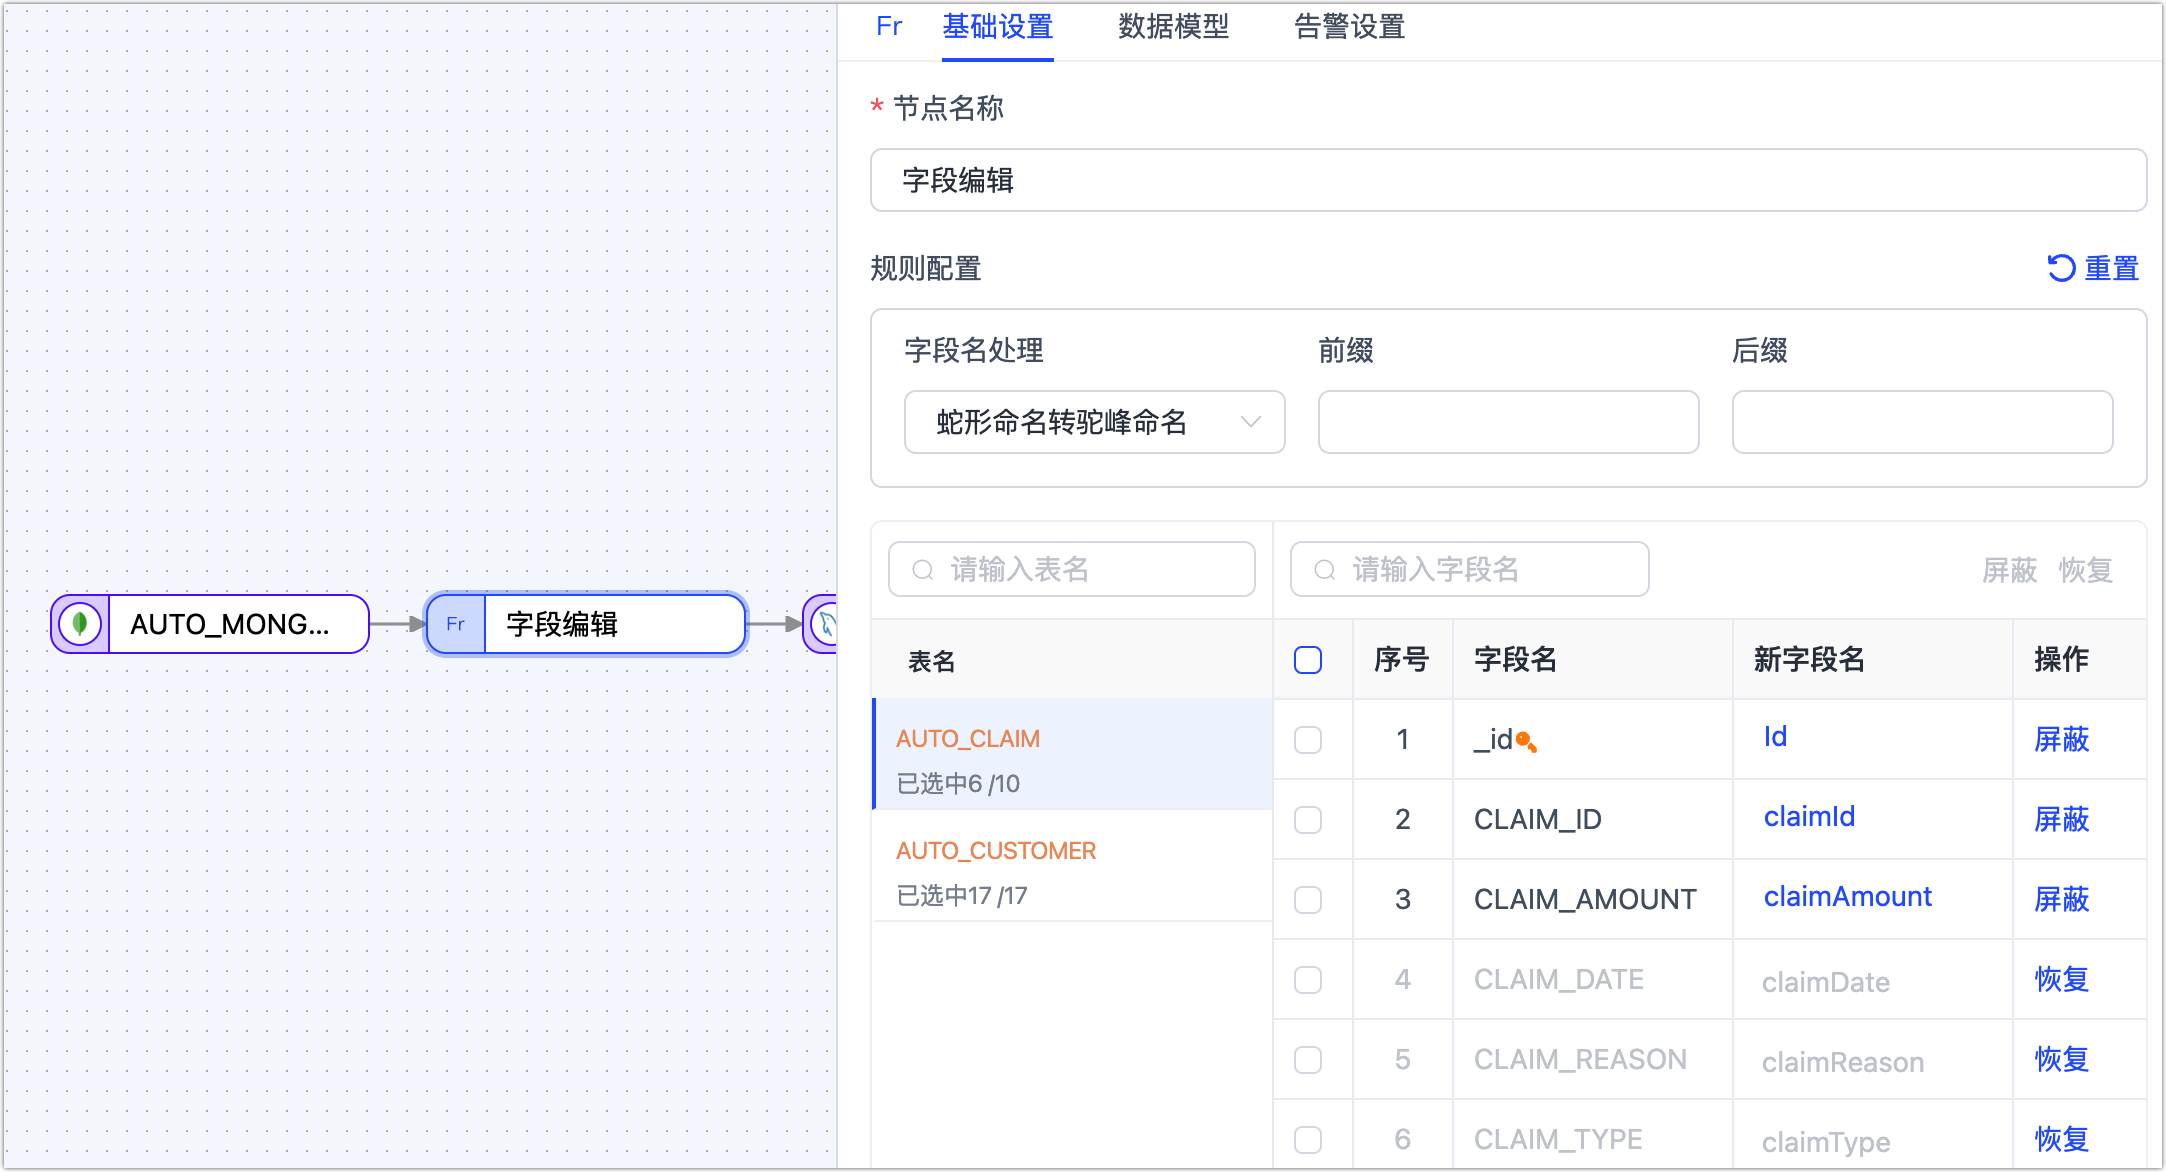 Fr 基础设置 数据模型 告警设置
* 节点名称
字段编辑
规则配置 重置
字段名处理 前缀 后缀
蛇形命名转驼峰命名
请输入表名 请输入字段名 屏蔽 恢复
AUTO_MONG... Fr 字段编辑
表名 序号 字段名 新字段名 操作
AUTO_CLAIM
已选中6 /10
AUTO_CUSTOMER
已选中17 /17
1 _id Id 屏蔽
2 CLAIM_ID claimId 屏蔽
3 CLAIM_AMOUNT claimAmount 屏蔽
4 CLAIM_DATE claimDate 恢复
5 CLAIM_REASON claimReason 恢复
6 CLAIM_TYPE claimType 恢复